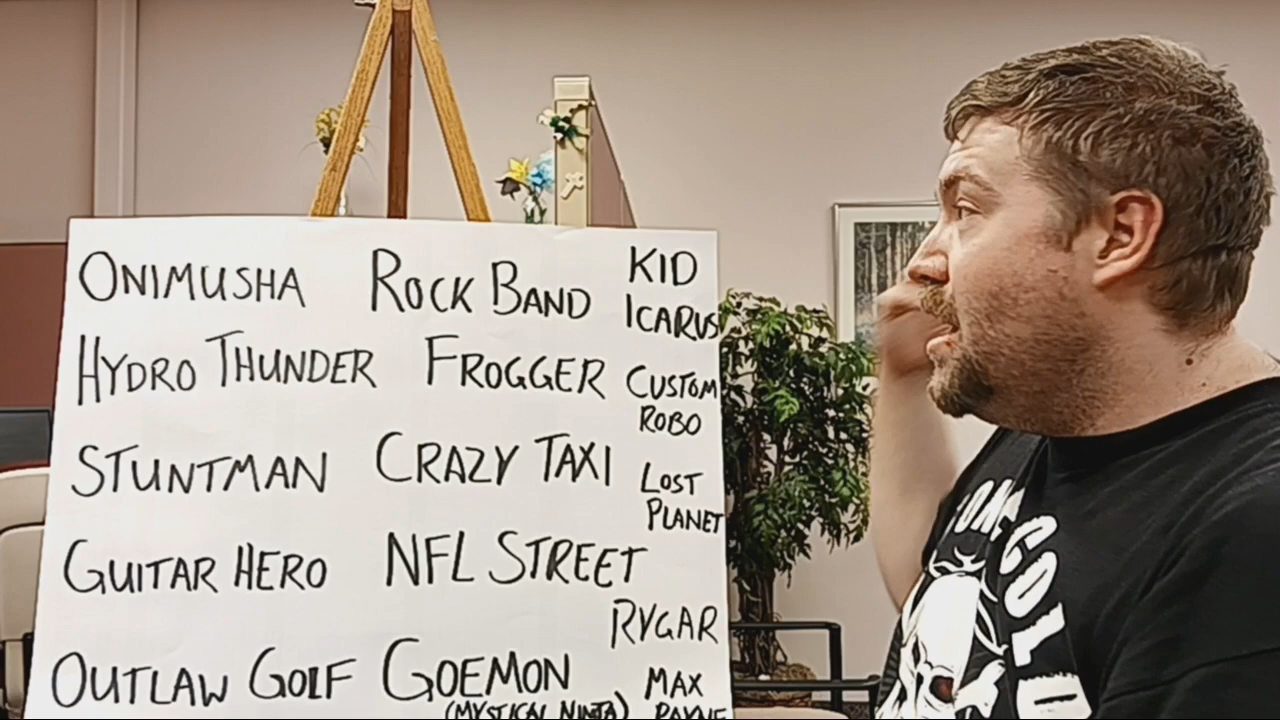 ONIMUSHA ROCK BAND KID
ICARUS
HYDRO THUNDER FROGGER CUSTOM
ROBO
STUNTMAN CRAZY TAXI LOST
PLANET
GUITAR HERO NFL STREET
RYGAR
OUTLAW GOLF GOEMON MAX
(MYSTICAL NINJA) PAYNE